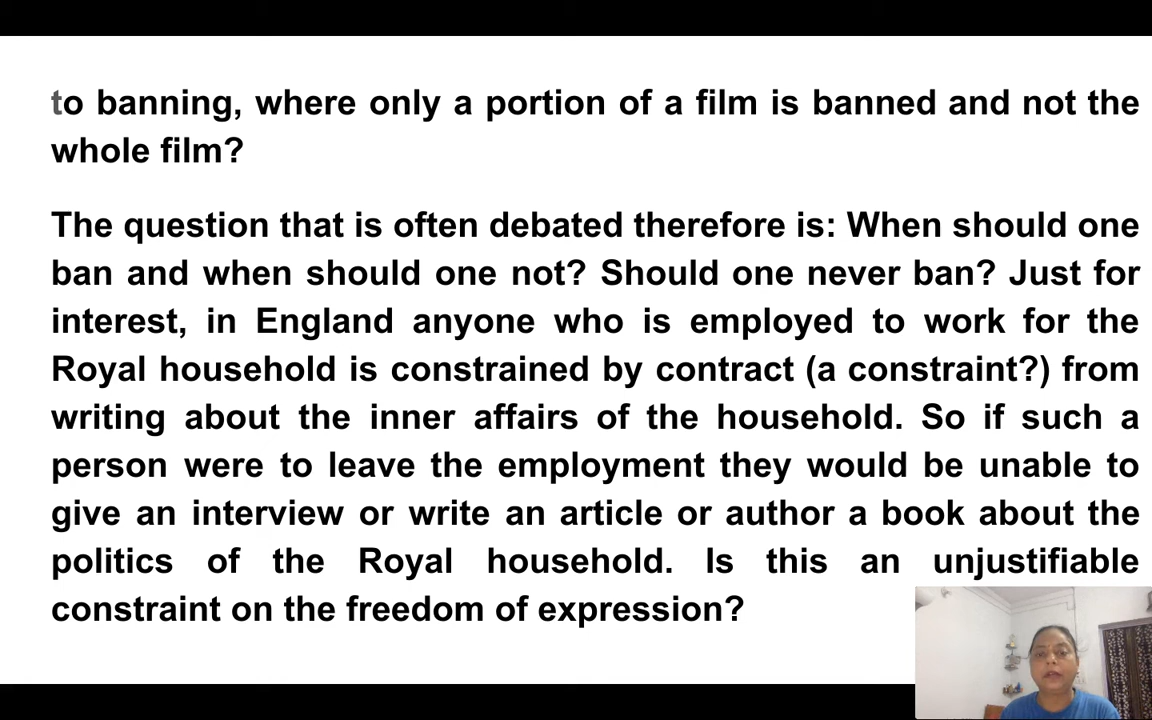 to banning, where only a portion of a film is banned and not the
whole film?
The question that is often debated therefore is: When should one
ban and when should one not? Should one never ban? Just for
interest, in England anyone who is employed to work for the
Royal household is constrained by contract (a constraint?) from
writing about the inner affairs of the household. So if such a
person were to leave the employment they would be unable to
give an interview or write an article or author a book about the
politics of the Royal household. Is this an unjustifiable
constraint on the freedom of expression?